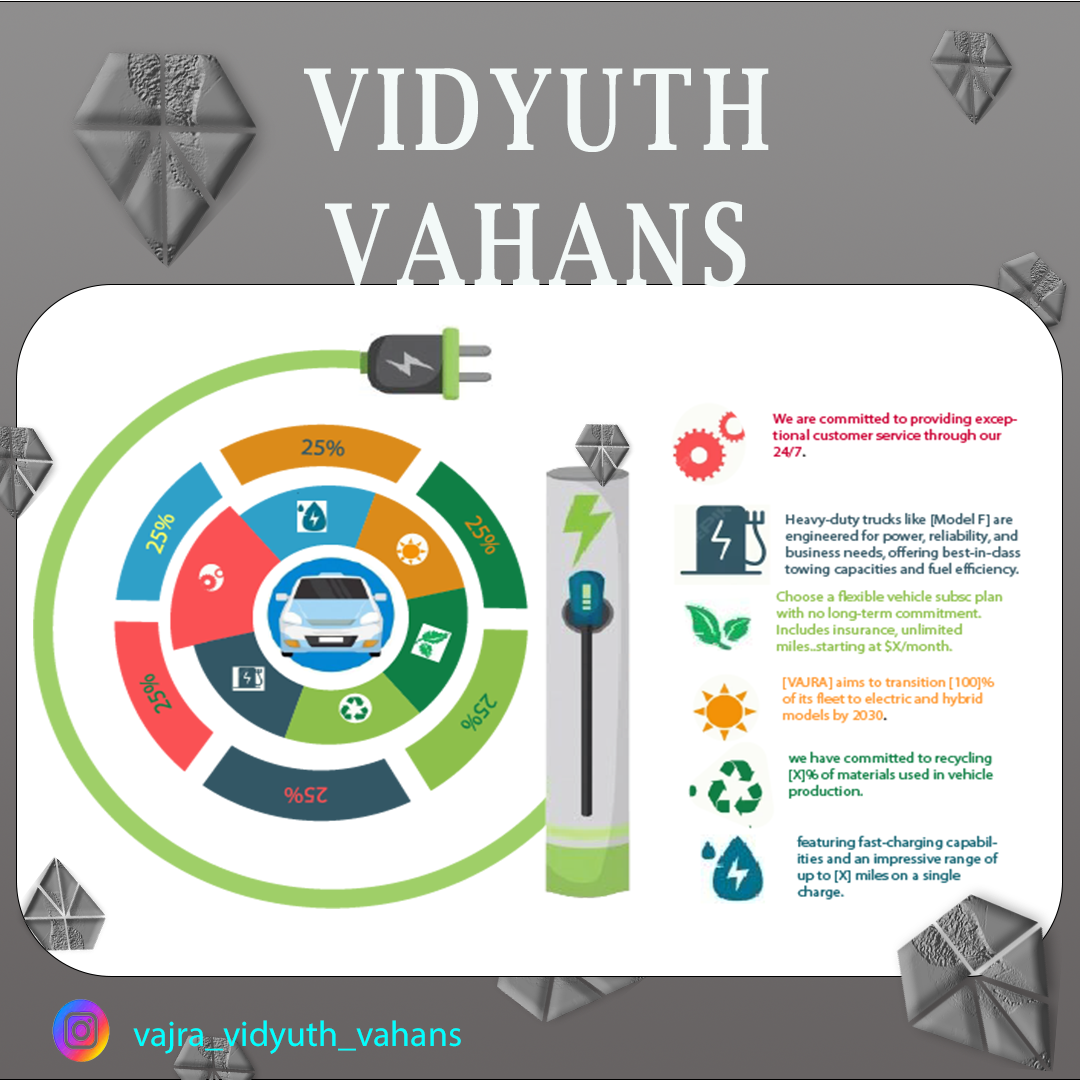 VIDYUTH
VAHANS
25%
25%
25%
25%
25%
25%
We are committed to providing excep-
tional customer service through our
24/7.
Heavy-duty trucks like [Model F] are
engineered for power, reliability, and
business needs, offering best-in-class
towing capacities and fuel efficiency.
Choose a flexible vehicle subsc plan
with no long-term commitment.
Includes insurance, unlimited
miles...starting at $X/month.
[VAJRA] aims to transition [100]%
of its fleet to electric and hybrid
models by 2030.
we have committed to recycling
[X]% of materials used in vehicle
production.
featuring fast-charging capabil-
ities and an impressive range of
up to [X] miles on a single
charge.
vajra_vidyuth_vahans